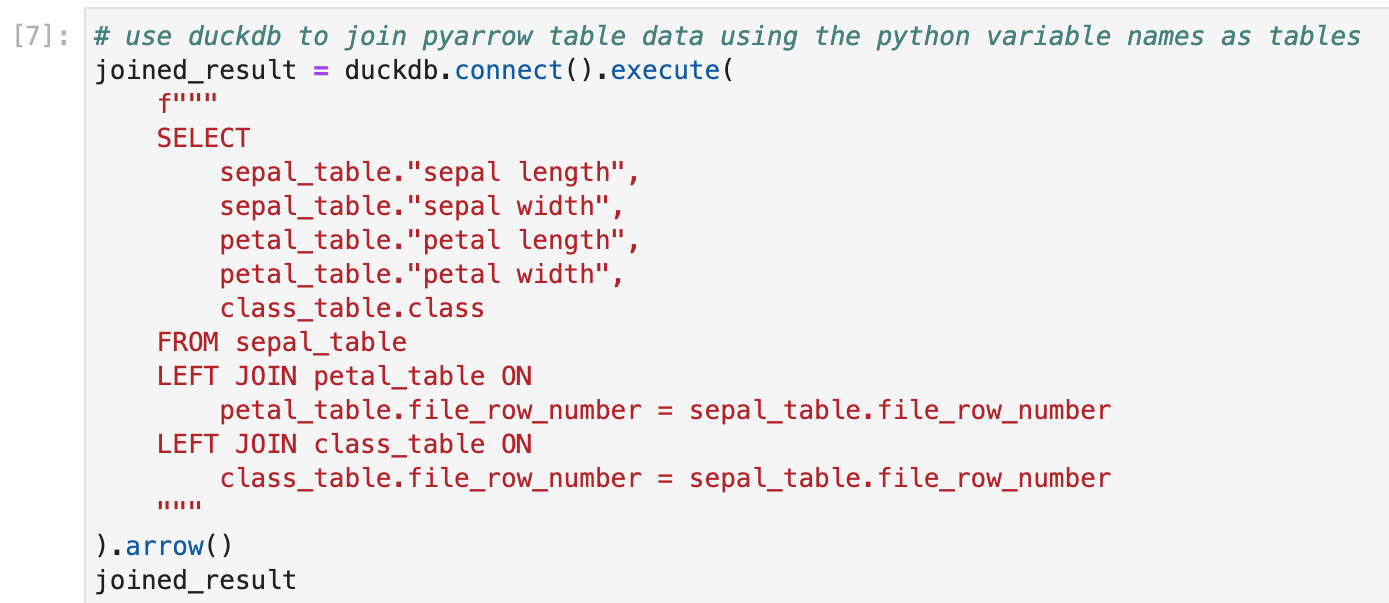 [7]: # use duckdb to join pyarrow table data using the python variable names as tables
joined_result = duckdb.connect().execute(
    f"""
    SELECT
        sepal_table."sepal length",
        sepal_table."sepal width",
        petal_table."petal length",
        petal_table."petal width",
        class_table.class
    FROM sepal_table
    LEFT JOIN petal_table ON
        petal_table.file_row_number = sepal_table.file_row_number
    LEFT JOIN class_table ON
        class_table.file_row_number = sepal_table.file_row_number
    """
).arrow()
joined_result